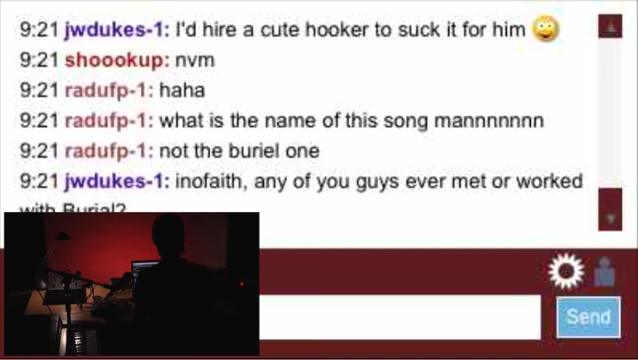 9:21 jwdukes-1: I'd hire a cute hooker to suck it for him
9:21 shoookup: nvm
9:21 radufp-1: haha
9:21 radufp-1: what is the name of this song mannnnnnn
9:21 radufp-1: not the buriel one
9:21 jwdukes-1: inofaith, any of you guys ever met or worked
with Burial?
Send